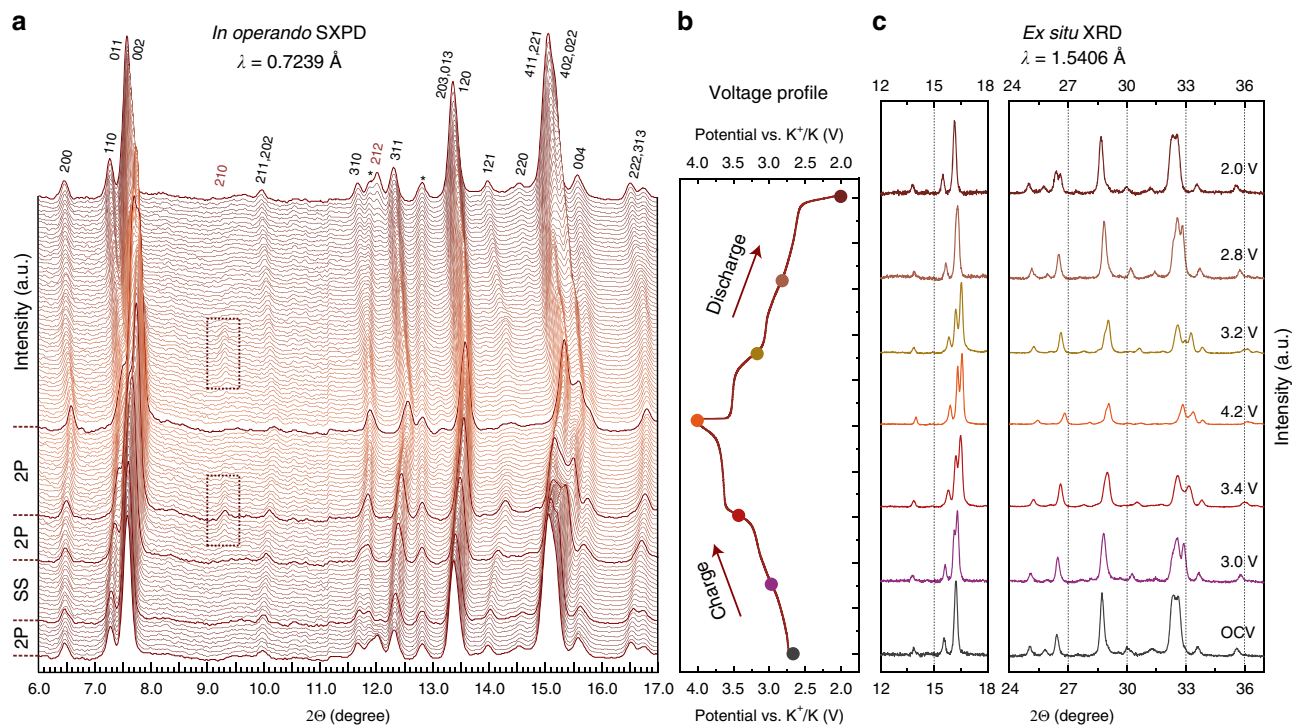 a
In operando SXPD
λ = 0.7239 Å
011
002
203,013
120
411,221
402,022
200
110
210
211,202
310
*
212
311
*
121
220
004
222,313
Intensity (a.u.)
2P
2P
SS
2P
6.0 7.0 8.0 9.0 10.0 11.0 12.0 13.0 14.0 15.0 16.0 17.0
2Θ (degree)
b
Voltage profile
Potential vs. K+/K (V)
4.0 3.5 3.0 2.5 2.0
Discharge
Charge
4.0 3.5 3.0 2.5 2.0
Potential vs. K+/K (V)
c
Ex situ XRD
λ = 1.5406 Å
12 15 18 24 27 30 33 36
2.0 V
2.8 V
3.2 V
4.2 V
3.4 V
3.0 V
OCV
Intensity (a.u.)
12 15 18 24 27 30 33 36
2Θ (degree)